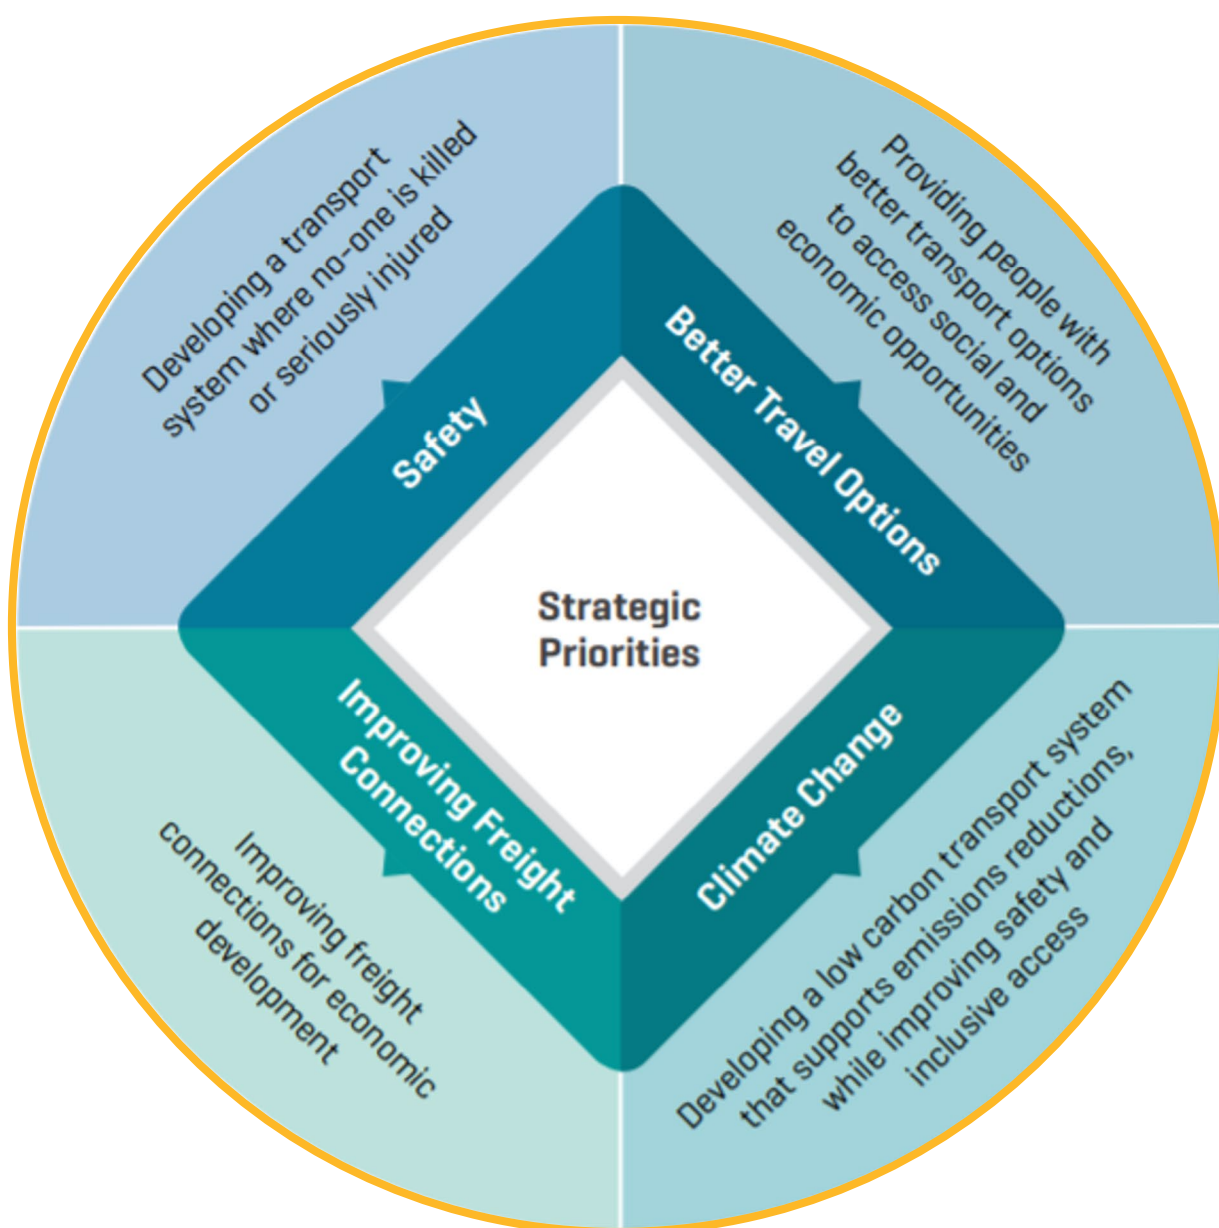 Developing a transport
system where no-one is killed
or seriously injured
Safety
Providing people with
better transport options
to access social and
economic opportunities
Better Travel Options
Strategic
Priorities
Improving Freight
Connections
Improving freight
connections for economic
development
Climate Change
Developing a low carbon transport system
that supports emissions reductions,
while improving safety and
inclusive access